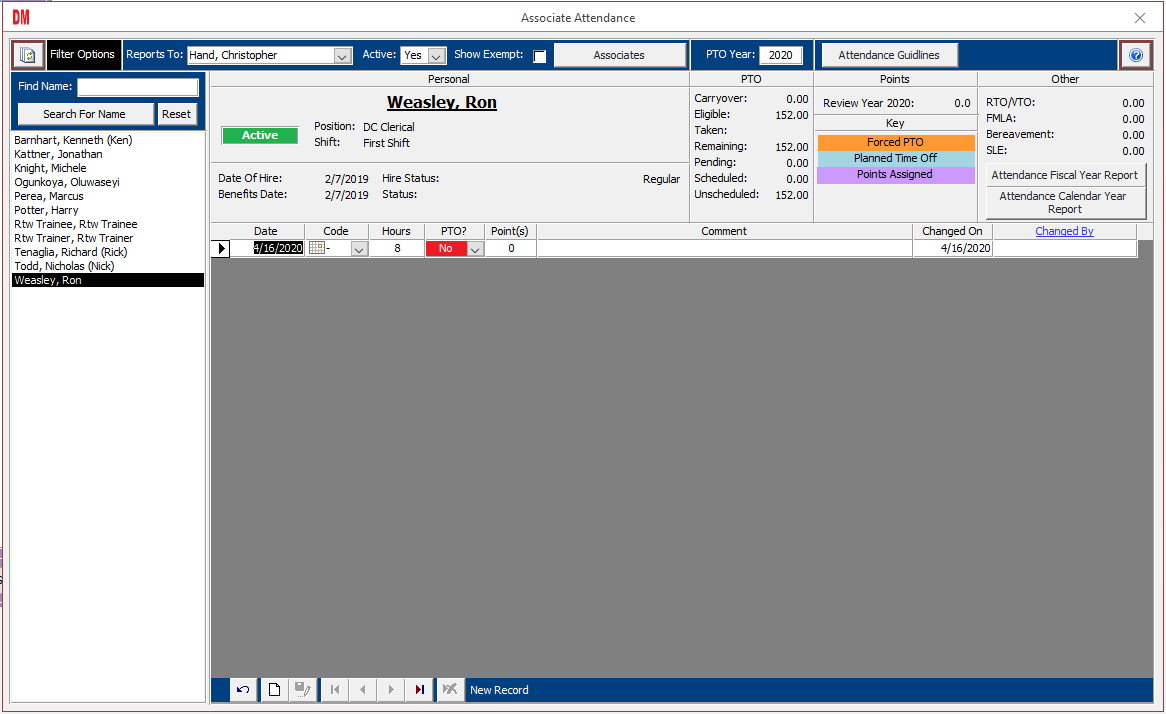 DM
Associate Attendance
Filter Options
Reports To: Hand, Christopher
Active: Yes
Show Exempt:
Associates
PTO Year: 2020
Attendance Guidlines
Find Name:
Search For Name
Reset
Barnhart, Kenneth (Ken)
Kattner, Jonathan
Knight, Michele
Ogunkoya, Oluwaseyi
Perea, Marcus
Potter, Harry
Rtw Trainee, Rtw Trainee
Rtw Trainer, Rtw Trainer
Tenaglia, Richard (Rick)
Todd, Nicholas (Nick)
Weasley, Ron
Personal
Weasley, Ron
Active
Position: DC Clerical
Shift: First Shift
Date Of Hire: 2/7/2019 Hire Status: Regular
Benefits Date: 2/7/2019 Status:
PTO
Carryover: 0.00
Eligible: 152.00
Taken:
Remaining: 152.00
Pending: 0.00
Scheduled: 0.00
Unscheduled: 152.00
Points
Review Year 2020: 0.0
Key
Forced PTO
Planned Time Off
Points Assigned
Other
RTO/VTO: 0.00
FMLA: 0.00
Bereavement: 0.00
SLE: 0.00
Attendance Fiscal Year Report
Attendance Calendar Year
Report
Date Code Hours PTO? Point(s) Comment Changed On Changed By
4/16/2020 - 8 No 0 4/16/2020
New Record